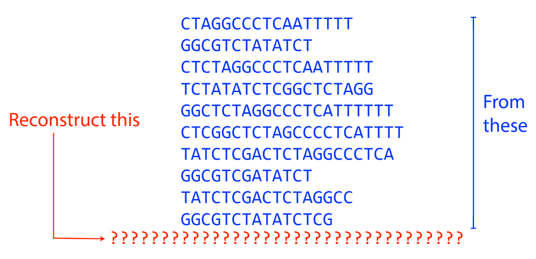 CTAGGCCCTCAATTTTT
GGCGTCTATATCT
CTCTAGGCCCTCAATTTTT
TCTATATCTCGGCTCTAGG
GGCTCTAGGCCCTCATTTTTT
CTCGGCTCTAGCCCCTCATTTT
TATCTCGACTCTAGGCCCTCA
GGCGTCGATATCT
TATCTCGACTCTAGGCC
GGCGTCTATATCTCG
From
these
Reconstruct this
???????????????????????????????????